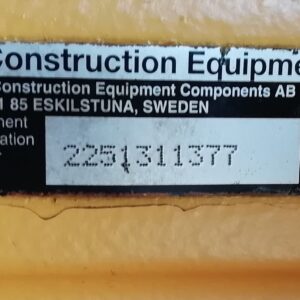 Construction Equipme
Construction Equipment Components AB
1 85 ESKILSTUNA, SWEDEN
ment
ation
2251311377